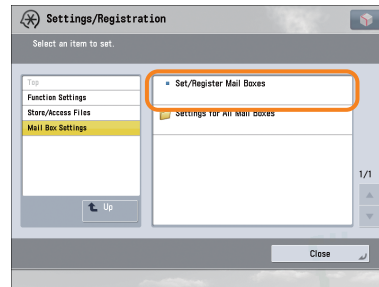 Settings/Registration
Select an item to set.
Top
Function Settings
Store/Access Files
Mail Box Settings
Up
Set/Register Mail Boxes
Settings for All Mail Boxes
1/1
Close